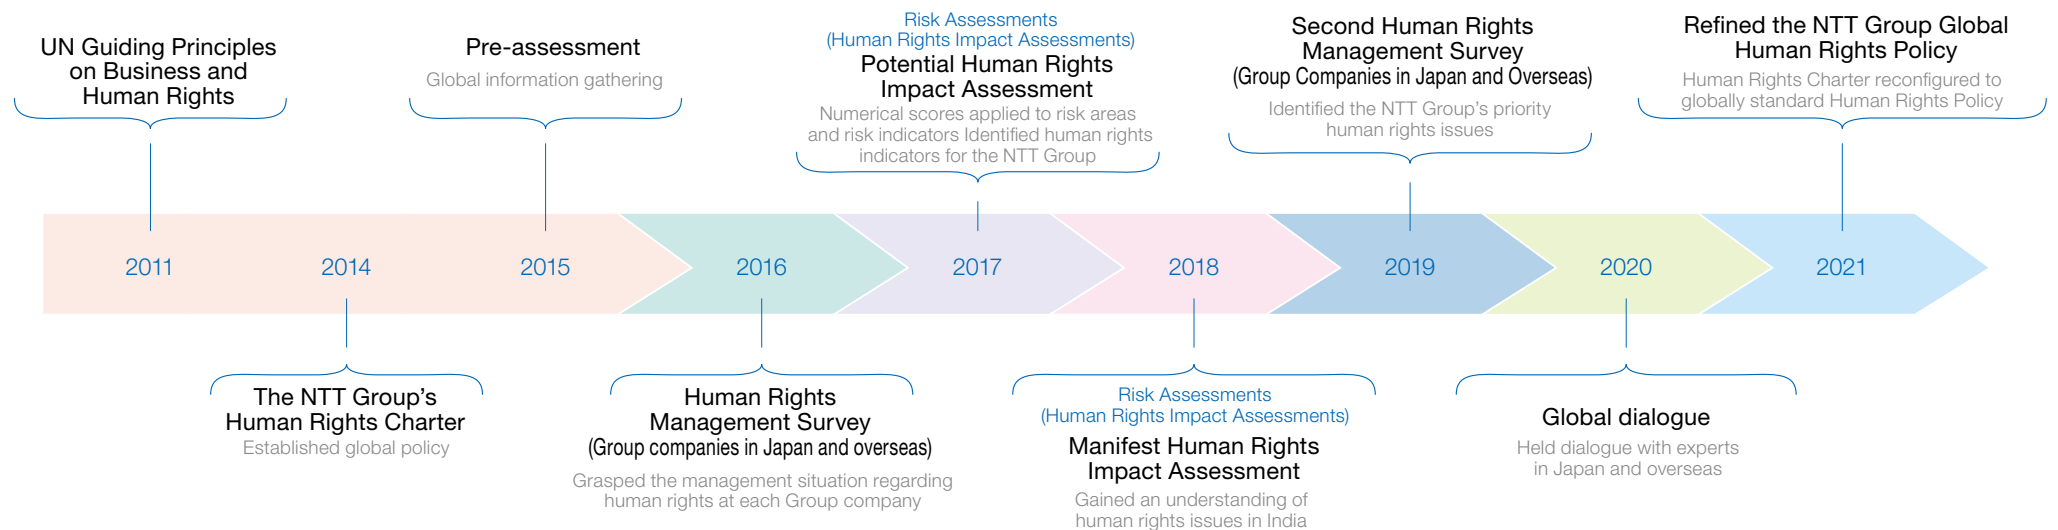 UN Guiding Principles
on Business and
Human Rights
Pre-assessment
Global information gathering
Risk Assessments
(Human Rights Impact Assessments)
Potential Human Rights
Impact Assessment
Numerical scores applied to risk areas
and risk indicators Identified human rights
indicators for the NTT Group
Second Human Rights
Management Survey
(Group Companies in Japan and Overseas)
Identified the NTT Group's priority
human rights issues
Refined the NTT Group Global
Human Rights Policy
Human Rights Charter reconfigured to
globally standard Human Rights Policy
2011
2014
2015
2016
2017
2018
2019
2020
2021
The NTT Group's
Human Rights Charter
Established global policy
Human Rights
Management Survey
(Group companies in Japan and overseas)
Grasped the management situation regarding
human rights at each Group company
Risk Assessments
(Human Rights Impact Assessments)
Manifest Human Rights
Impact Assessment
Gained an understanding of
human rights issues in India
Global dialogue
Held dialogue with experts
in Japan and overseas